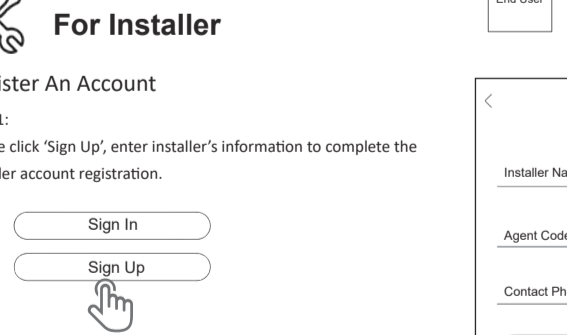 For Installer
ister An Account
1:
e click ‘Sign Up’, enter installer’s information to complete the
ler account registration.
Sign In
Sign Up
End User
Installer Na
Agent Code
Contact Ph